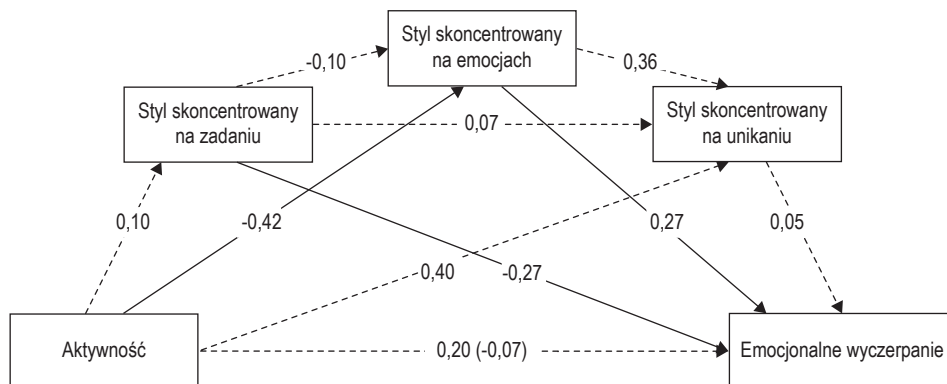 Styl skoncentrowany
na emocjach
-0,10
0,36
Styl skoncentrowany
na zadaniu
0,07
Styl skoncentrowany
na unikaniu
0,10
-0,42
0,27
0,05
0,40
-0,27
Aktywność
0,20 (-0,07)
Emocjonalne wyczerpanie